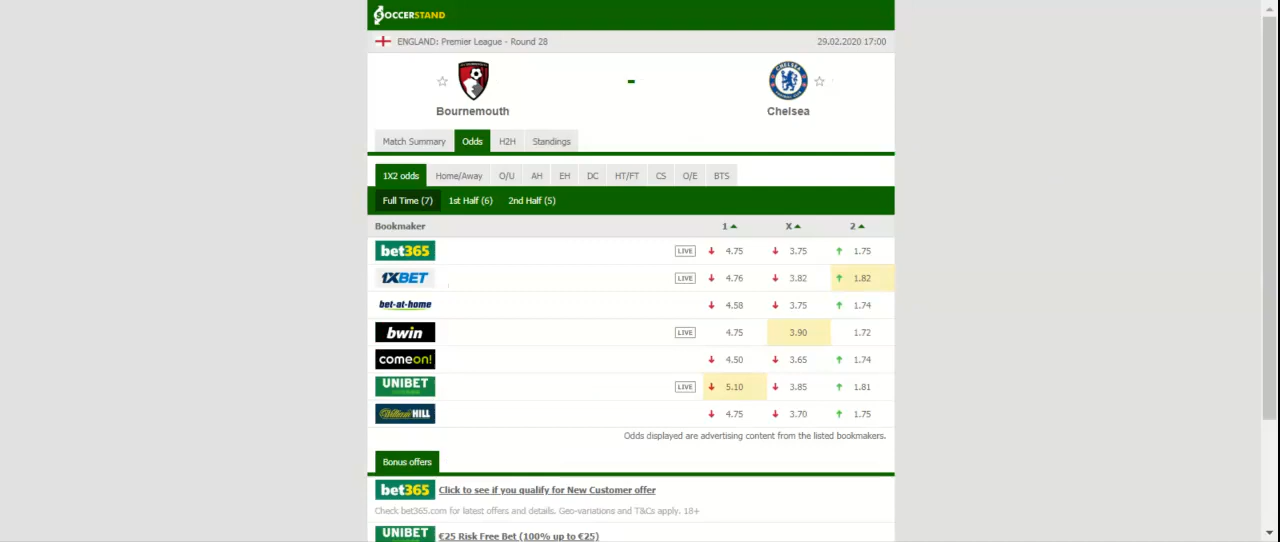 SOCCERSTAND
ENGLAND: Premier League - Round 28 29.02.2020 17:00
-
Bournemouth Chelsea
Match Summary Odds H2H Standings
1X2 odds Home/Away O/U AH EH DC HT/FT CS O/E BTS
Full Time (7) 1st Half (6) 2nd Half (5)
Bookmaker 1 X 2
bet365 LIVE 4.75 3.75 1.75
1XBET LIVE 4.76 3.82 1.82
bet-at-home 4.58 3.75 1.74
bwin LIVE 4.75 3.90 1.72
comeon! 4.50 3.65 1.74
UNIBET LIVE 5.10 3.85 1.81
William HILL 4.75 3.70 1.75
Odds displayed are advertising content from the listed bookmakers.
Bonus offers
bet365 Click to see if you qualify for New Customer offer
Check bet365.com for latest offers and details. Geo-variations and T&Cs apply. 18+
UNIBET €25 Risk Free Bet (100% up to €25)